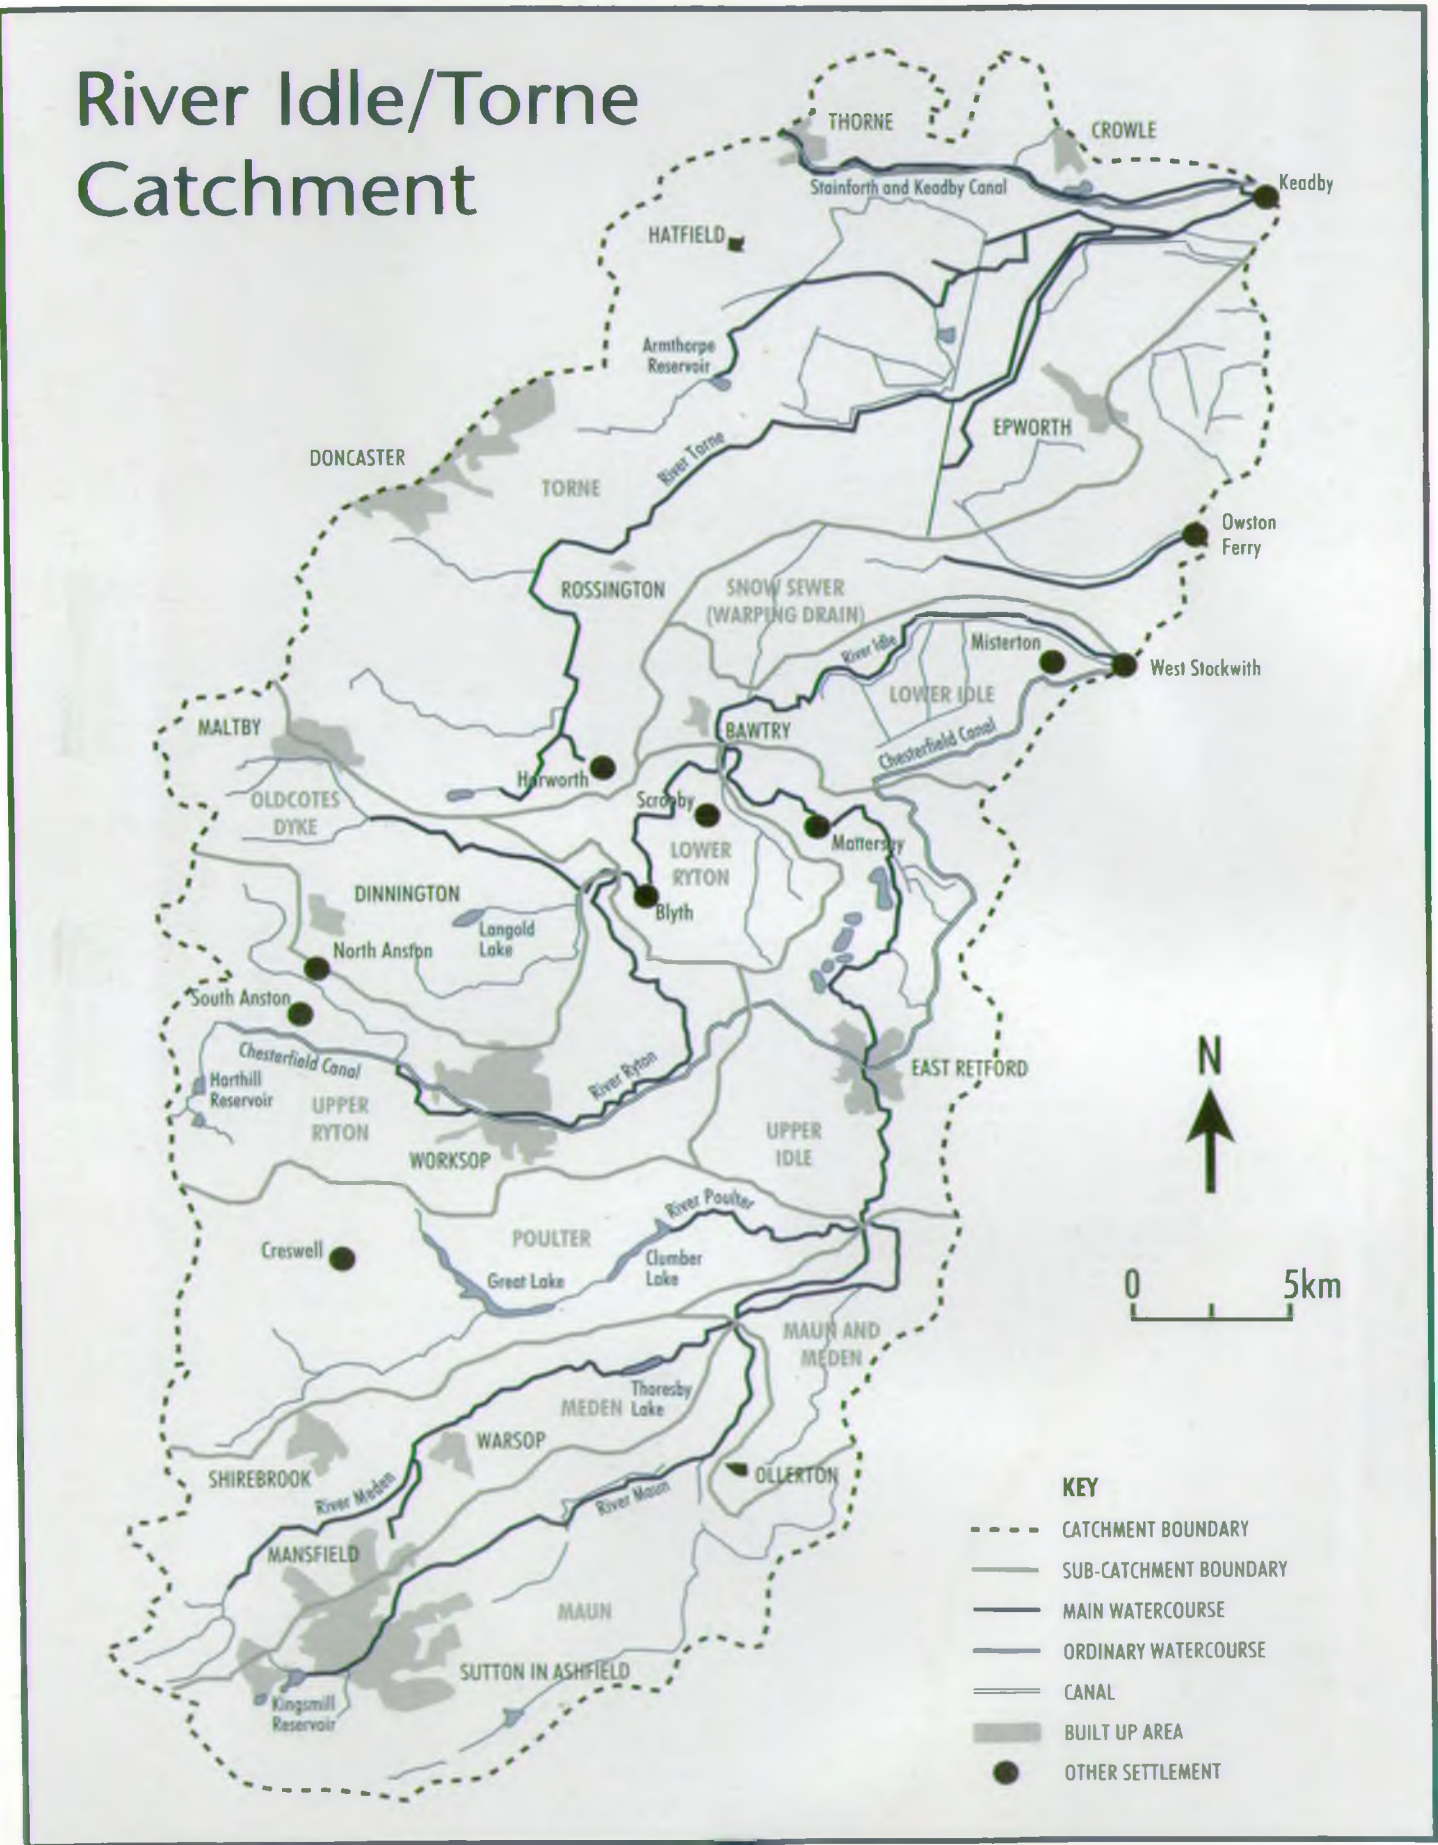 River Idle/Torne
Catchment
THORNE
CROWLE
Keadby
Stainforth and Keadby Canal
HATFIELD
Armthorpe
Reservoir
EPWORTH
DONCASTER
River Torne
TORNE
Owston
Ferry
ROSSINGTON
SNOW SEWER
(WARPING DRAIN)
River Idle
Misterton
West Stockwith
LOWER IDLE
MALTBY
BAWTRY
Chesterfield Canal
Harworth
OLDCOTES
DYKE
Scrooby
Mattersey
LOWER
RYTON
DINNINGTON
Blyth
Langold
Lake
North Anston
South Anston
Chesterfield Canal
Harthill
Reservoir
River Ryton
EAST RETFORD
N
UPPER
RYTON
UPPER
IDLE
WORKSOP
River Poulter
POULTER
Creswell
Clumber
Lake
Great Lake
0 5km
MAUN AND
MEDEN
Thoresby
Lake
MEDEN
WARSOP
SHIREBROOK
River Meden
OLLERTON
River Maun
MANSFIELD
MAUN
SUTTON IN ASHFIELD
Kingsmill
Reservoir
KEY
CATCHMENT BOUNDARY
SUB-CATCHMENT BOUNDARY
MAIN WATERCOURSE
ORDINARY WATERCOURSE
CANAL
BUILT UP AREA
OTHER SETTLEMENT